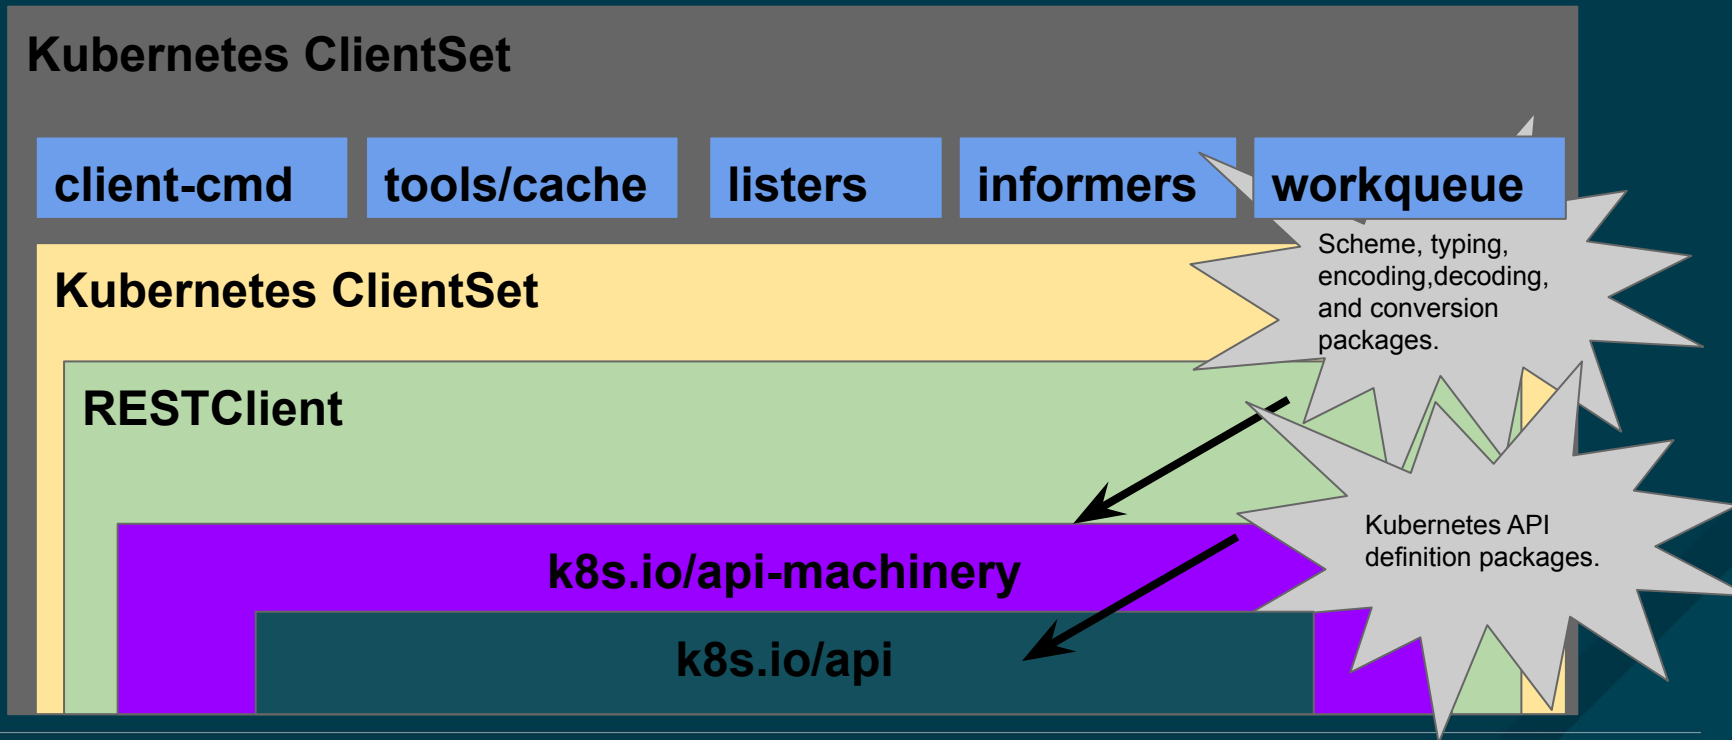 Kubernetes ClientSet
client-cmd
tools/cache
listers
informers
workqueue
Scheme, typing,
encoding,decoding,
and conversion
packages.
Kubernetes ClientSet
RESTClient
Kubernetes API
definition packages.
k8s.io/api-machinery
k8s.io/api